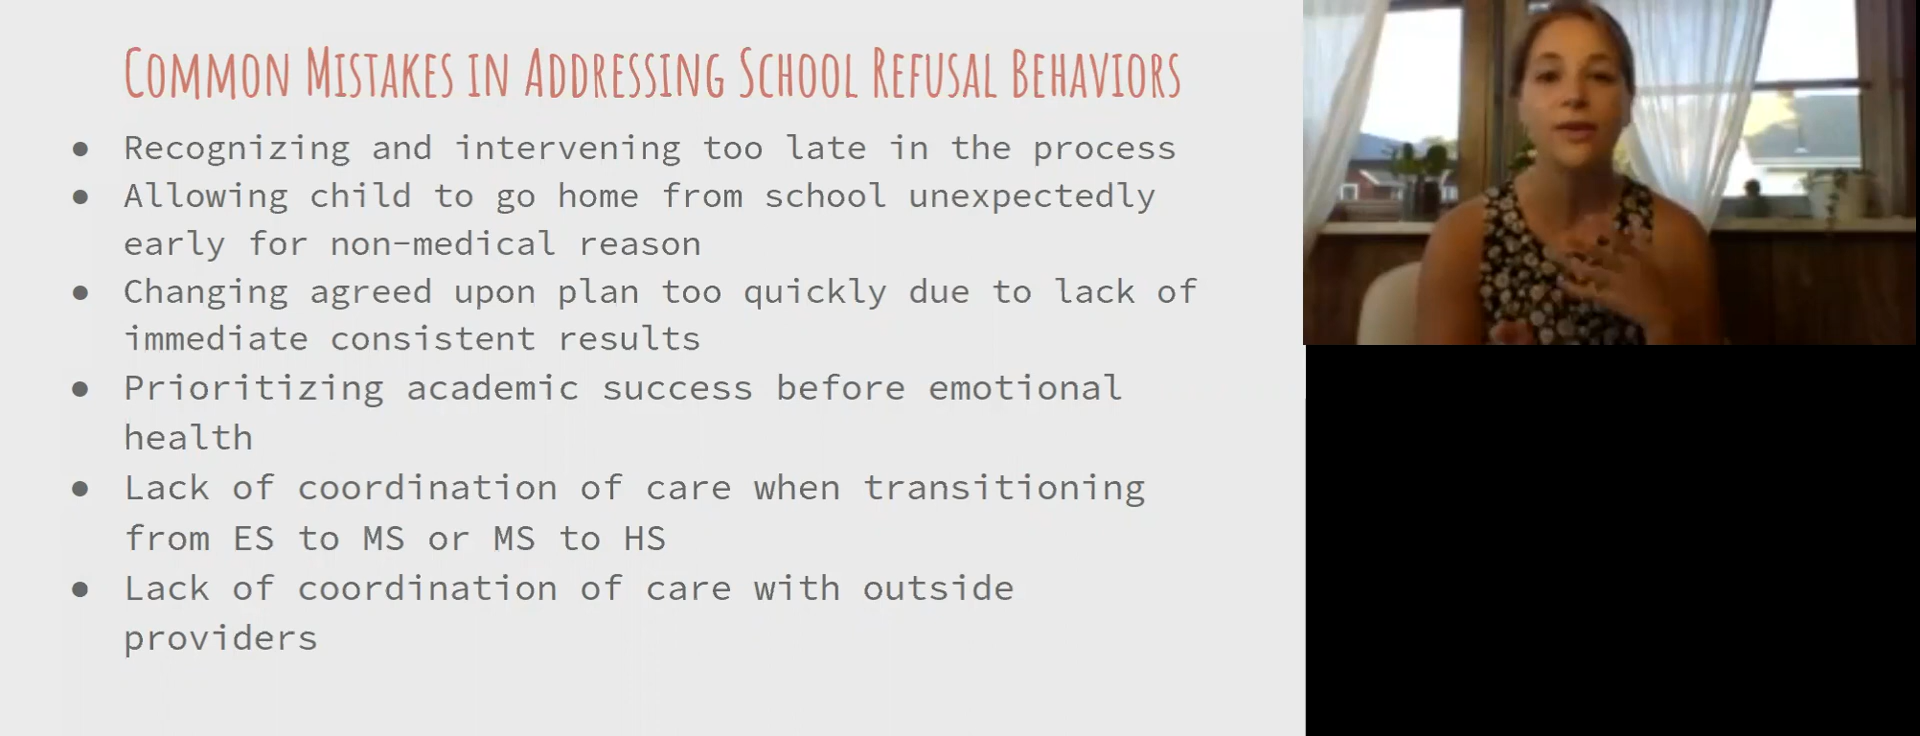 Common Mistakes in Addressing School Refusal Behaviors
● Recognizing and intervening too late in the process
● Allowing child to go home from school unexpectedly
early for non-medical reason
● Changing agreed upon plan too quickly due to lack of
immediate consistent results
● Prioritizing academic success before emotional
health
● Lack of coordination of care when transitioning
from ES to MS or MS to HS
● Lack of coordination of care with outside
providers